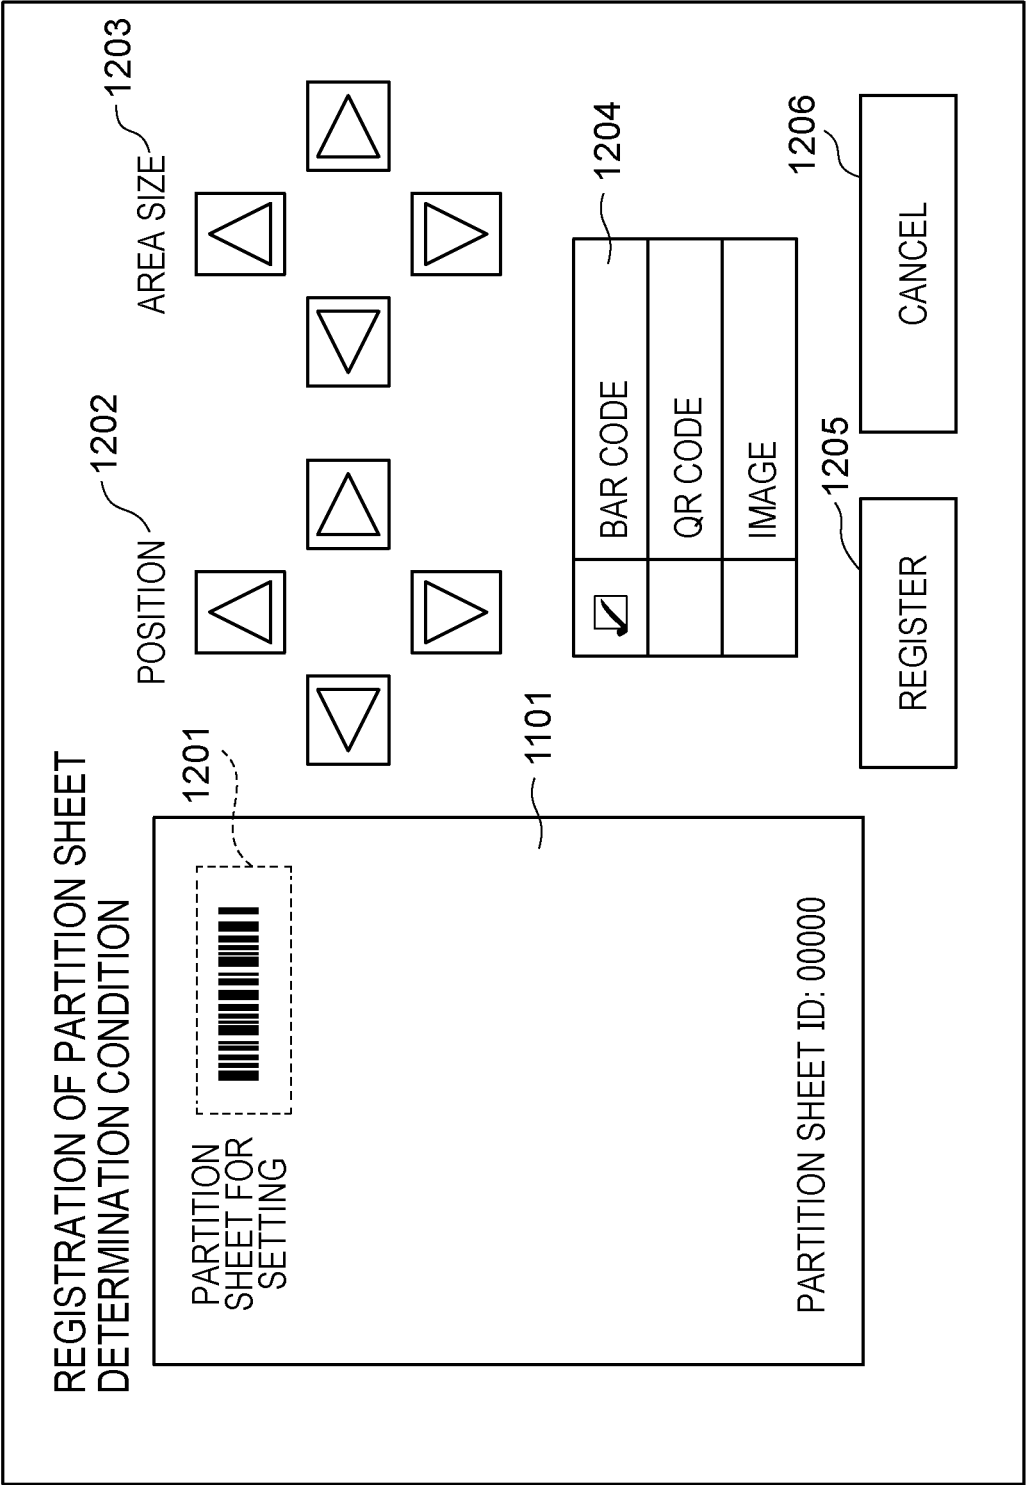 REGISTRATION OF PARTITION SHEET
DETERMINATION CONDITION
PARTITION
SHEET FOR
SETTING
1201
1101
PARTITION SHEET ID: 00000
POSITION
1202
AREA SIZE
1203
BAR CODE
1204
QR CODE
IMAGE
REGISTER
1205
CANCEL
1206